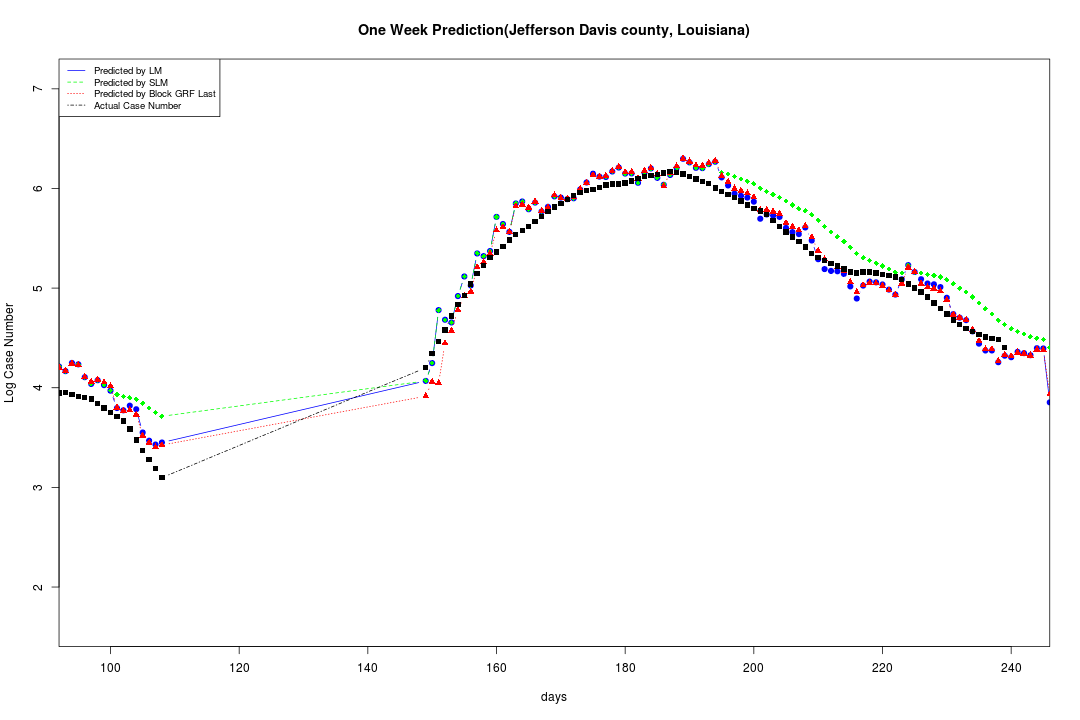 One Week Prediction(Jefferson Davis county, Louisiana)
Predicted by LM
Predicted by SLM
Predicted by Block GRF Last
Actual Case Number
Log Case Number
7
6
5
4
3
2
100 120 140 160 180 200 220 240
days